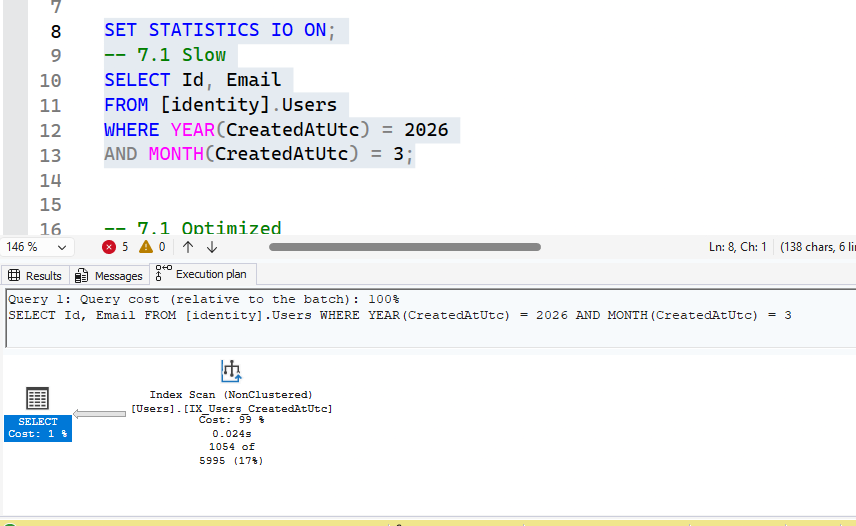 7
8 SET STATISTICS IO ON;
9 -- 7.1 Slow
10 SELECT Id, Email
11 FROM [identity].Users
12 WHERE YEAR(CreatedAtUtc) = 2026
13 AND MONTH(CreatedAtUtc) = 3;
14
15
16 -- 7.1 Optimized
146 % 5 0 Ln: 8, Ch: 1 (138 chars, 6 lin
Results Messages Execution plan
Query 1: Query cost (relative to the batch): 100%
SELECT Id, Email FROM [identity].Users WHERE YEAR(CreatedAtUtc) = 2026 AND MONTH(CreatedAtUtc) = 3
SELECT
Cost: 1 %
Index Scan (NonClustered)
[Users].[IX_Users_CreatedAtUtc]
Cost: 99 %
0.024s
1054 of
5995 (17%)